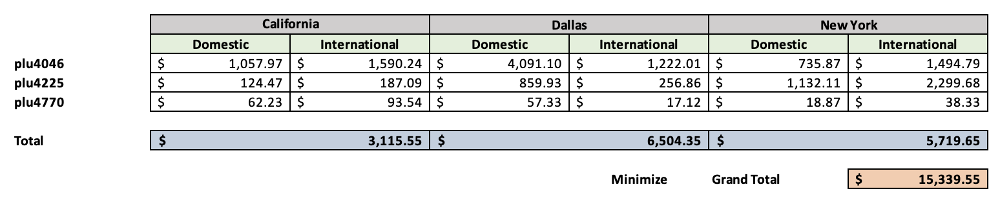 California Dallas New York
Domestic International Domestic International Domestic International
plu4046 $ 1,057.97 $ 1,590.24 $ 4,091.10 $ 1,222.01 $ 735.87 $ 1,494.79
plu4225 $ 124.47 $ 187.09 $ 859.93 $ 256.86 $ 1,132.11 $ 2,299.68
plu4770 $ 62.23 $ 93.54 $ 57.33 $ 17.12 $ 18.87 $ 38.33
Total $ 3,115.55 $ 6,504.35 $ 5,719.65
Minimize Grand Total $ 15,339.55